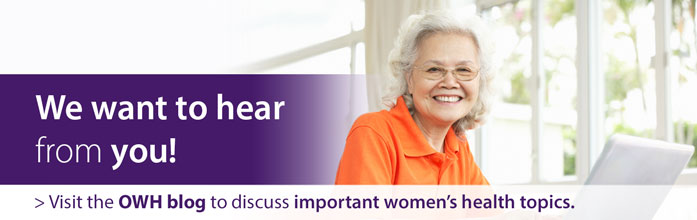 We want to hear
from you!
> Visit the OWH blog to discuss important women's health topics.